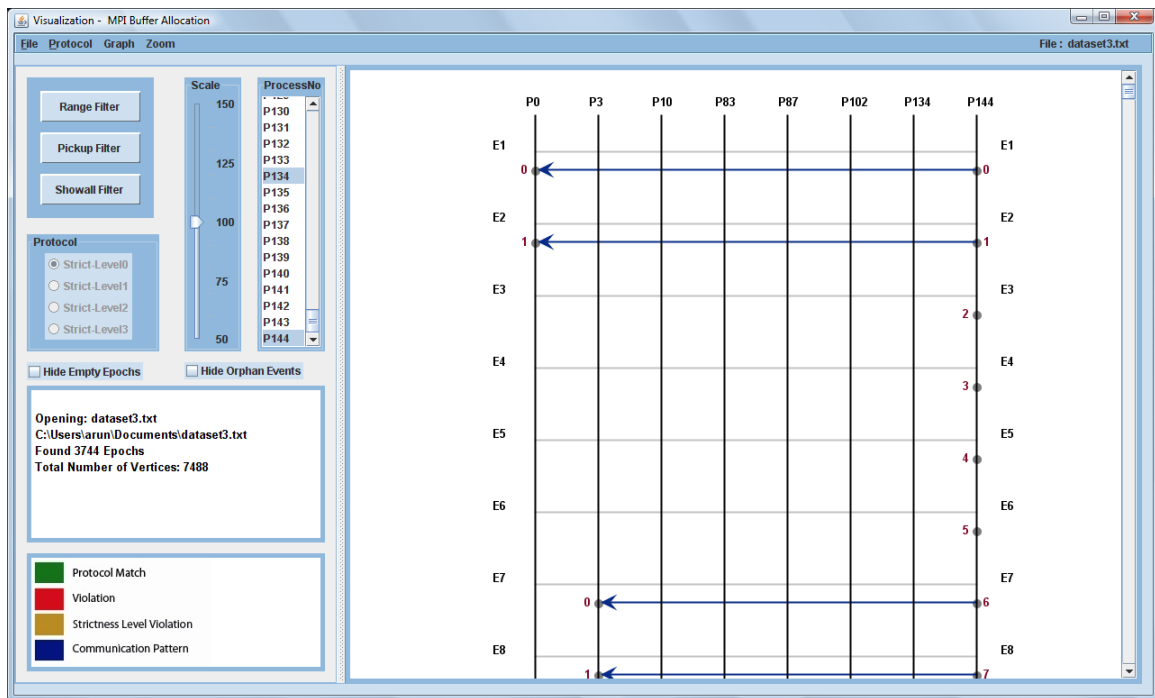 Visualization - MPI Buffer Allocation
File Protocol Graph Zoom
File : dataset3.txt
Range Filter
Pickup Filter
Showall Filter
Protocol
Strict-Level0
Strict-Level1
Strict-Level2
Strict-Level3
Scale
150
125
100
75
50
ProcessNo
P130
P131
P132
P133
P134
P135
P136
P137
P138
P139
P140
P141
P142
P143
P144
Hide Empty Epochs
Hide Orphan Events
Opening: dataset3.txt
C:\Users\arun\Documents\dataset3.txt
Found 3744 Epochs
Total Number of Vertices: 7488
Protocol Match
Violation
Strictness Level Violation
Communication Pattern
P0 P3 P10 P83 P87 P102 P134 P144
E1 E1
0 0
E2 E2
1 1
E3 E3
2
E4 E4
3
E5 E5
4
E6 E6
5
E7 E7
0 6
E8 E8
1 7